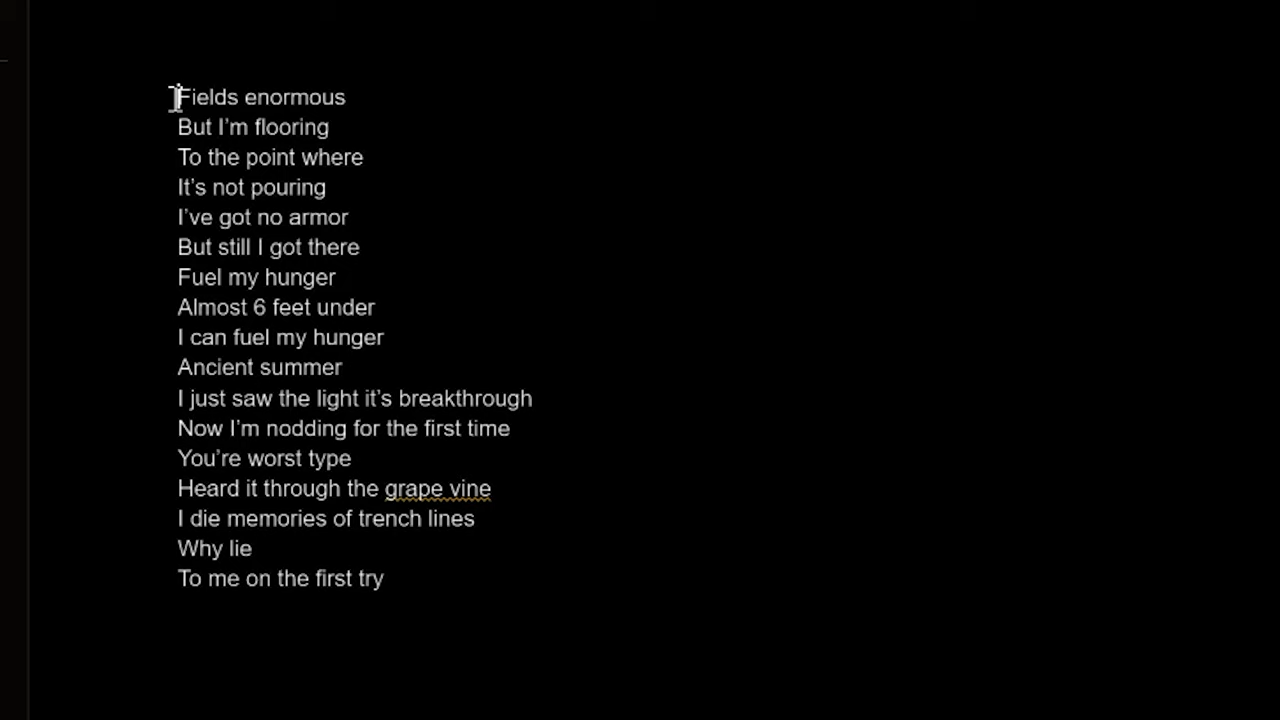 Fields enormous
But I’m flooring
To the point where
It’s not pouring
I’ve got no armor
But still I got there
Fuel my hunger
Almost 6 feet under
I can fuel my hunger
Ancient summer
I just saw the light it’s breakthrough
Now I’m nodding for the first time
You’re worst type
Heard it through the grape vine
I die memories of trench lines
Why lie
To me on the first try